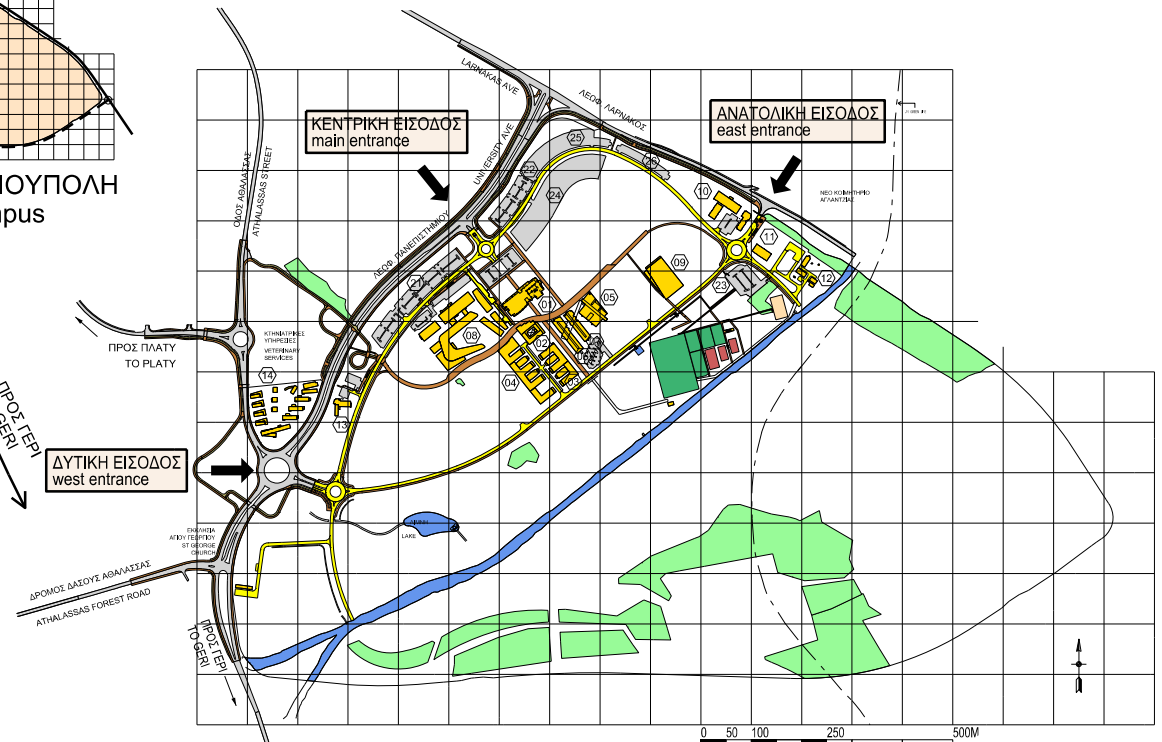 ΙΟΥΠΟΛΗ
pus
LARNAKAS AVE
ΛΕΩΦ. ΛΑΡΝΑΚΟΣ
ΚΕΝΤΡΙΚΗ ΕΙΣΟΔΟΣ
main entrance
ΑΝΑΤΟΛΙΚΗ ΕΙΣΟΔΟΣ
east entrance
UNIVERSITY AVE
ΛΕΩΦ. ΠΑΝΕΠΙΣΤΗΜΙΟΥ
ΟΔΟΣ ΑΘΑΛΑΣΣΑΣ
ATHALASSAS STREET
ΝΕΟ ΚΟΙΜΗΤΗΡΙΟ
ΑΓΛΑΝΤΖΙΑΣ
25
26
24
10
11
12
09
23
21
01
05
02
08
04
03
14
13
ΚΤΗΝΙΑΤΡΙΚΕΣ
ΥΠΗΡΕΣΙΕΣ
VETERINARY
SERVICES
ΠΡΟΣ ΠΛΑΤΥ
TO PLATY
ΠΡΟΣ ΓΕΡΙ
GERI
ΔΥΤΙΚΗ ΕΙΣΟΔΟΣ
west entrance
ΕΚΚΛΗΣΙΑ
ΑΓΙΟΥ ΓΕΩΡΓΙΟΥ
ST GEORGE
CHURCH
ΛΙΜΝΗ
LAKE
ΔΡΟΜΟΣ ΔΑΣΟΥΣ ΑΘΑΛΑΣΣΑΣ
ATHALASSAS FOREST ROAD
ΠΡΟΣ ΓΕΡΙ
TO GERI
0 50 100 250 500M